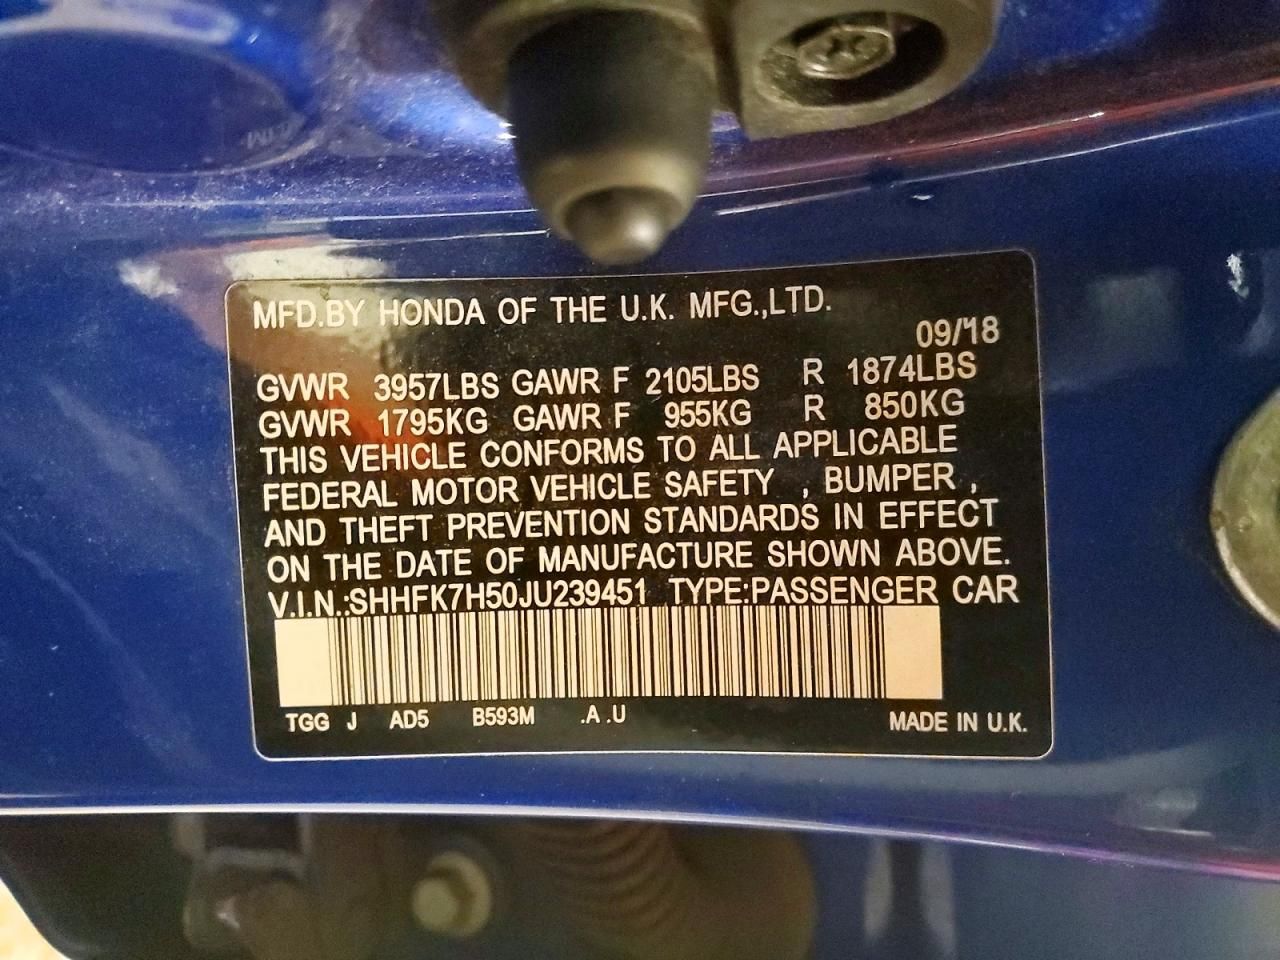 MFD.BY HONDA OF THE U.K. MFG.,LTD.
09/18
GVWR 3957LBS GAWR F 2105LBS R 1874LBS
GVWR 1795KG GAWR F 955KG R 850KG
THIS VEHICLE CONFORMS TO ALL APPLICABLE
FEDERAL MOTOR VEHICLE SAFETY , BUMPER ,
AND THEFT PREVENTION STANDARDS IN EFFECT
ON THE DATE OF MANUFACTURE SHOWN ABOVE.
V.I.N.:SHHFK7H50JU239451 TYPE:PASSENGER CAR
TGG J AD5 B593M .A .U MADE IN U.K.